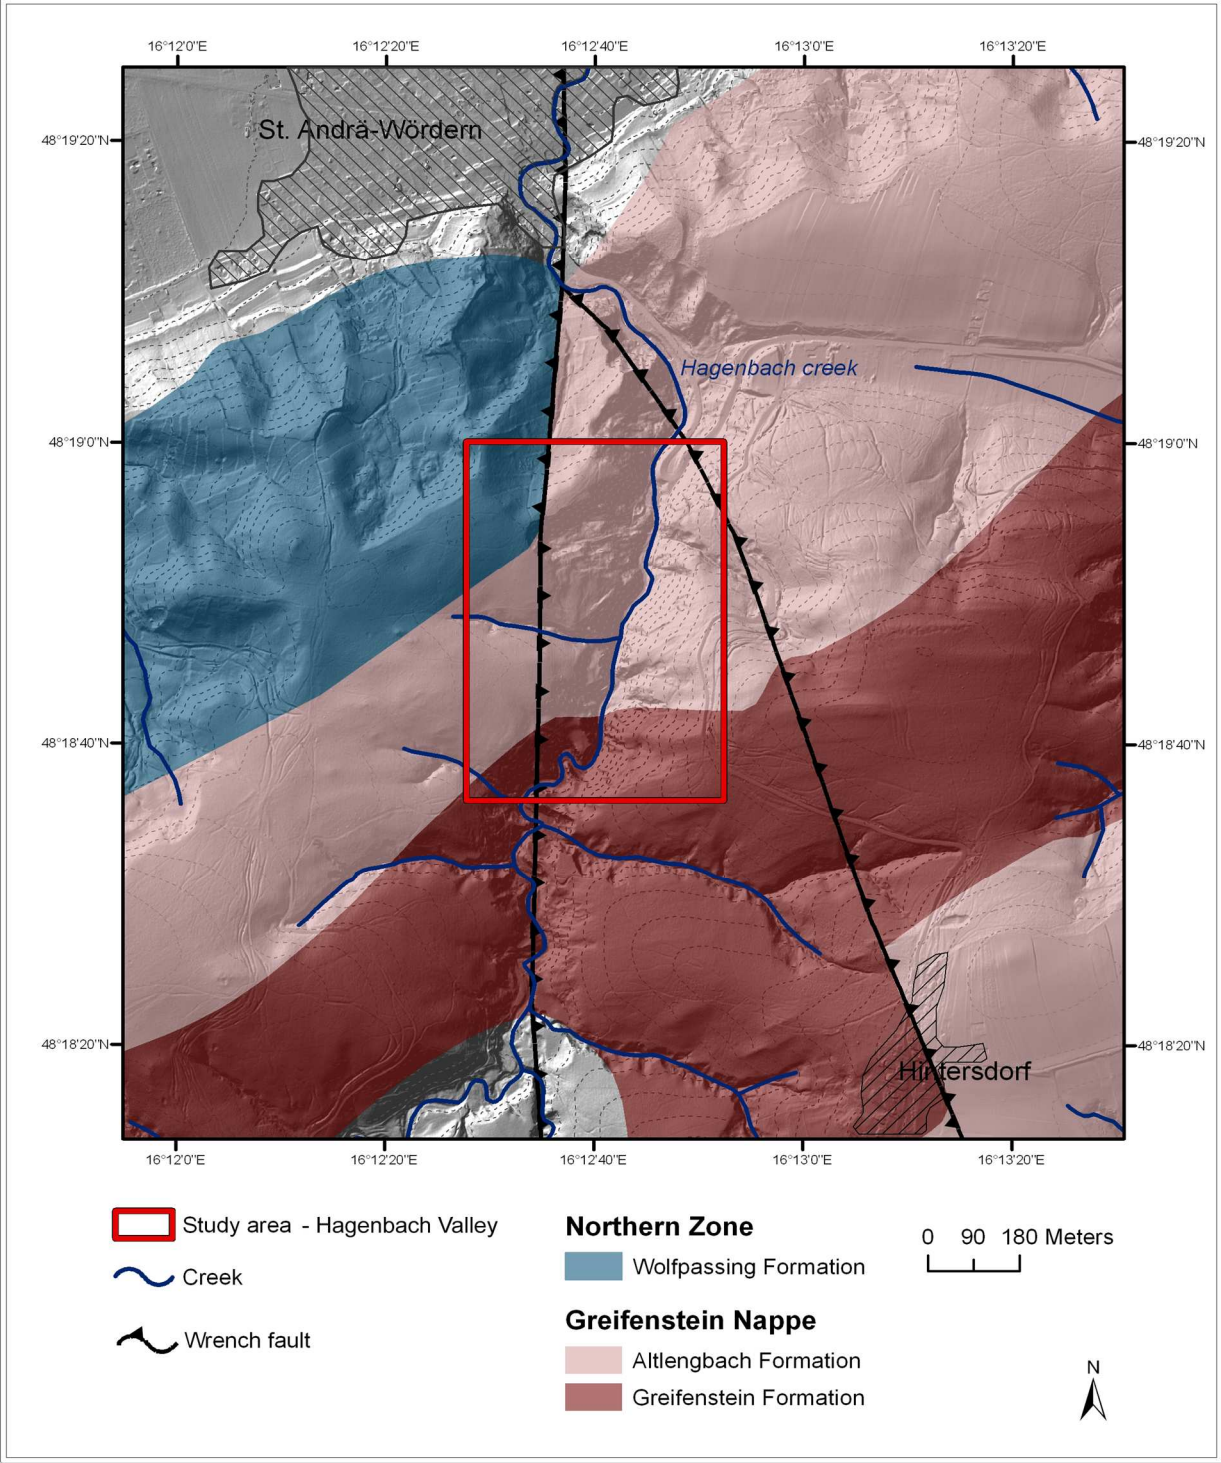 16°12'0"E 16°12'20"E 16°12'40"E 16°13'0"E 16°13'20"E
St. Andrä-Wördern
48°19'20"N 48°19'20"N
Hagenbach creek
48°19'0"N 48°19'0"N
48°18'40"N 48°18'40"N
48°18'20"N 48°18'20"N
Hintersdorf
16°12'0"E 16°12'20"E 16°12'40"E 16°13'0"E 16°13'20"E
Study area - Hagenbach Valley
Creek
Wrench fault
Northern Zone
Wolfpassing Formation
Greifenstein Nappe
Altlengbach Formation
Greifenstein Formation
0 90 180 Meters
N